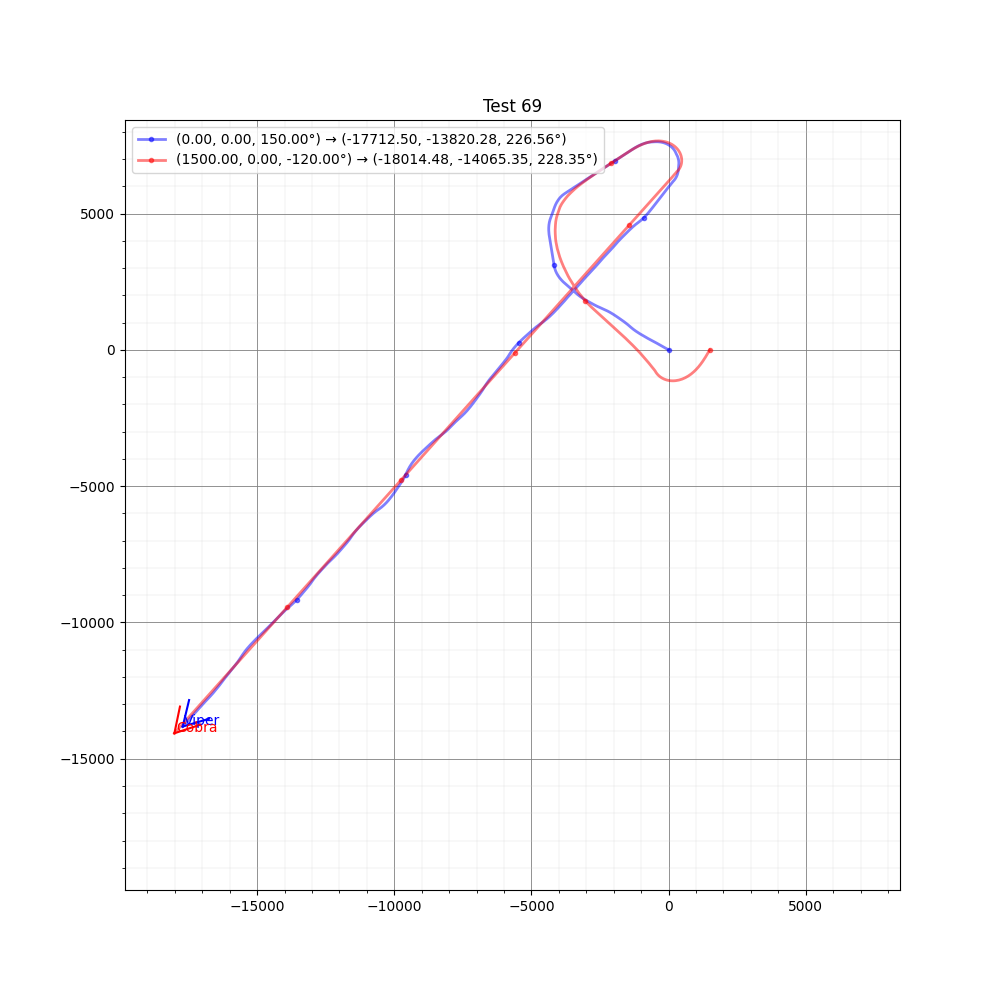 Test 69
(0.00, 0.00, 150.00°) → (-17712.50, -13820.28, 226.56°)
(1500.00, 0.00, -120.00°) → (-18014.48, -14065.35, 228.35°)
5000
0
−5000
−10000
−15000
Viper
Cobra
−15000
−10000
−5000
0
5000